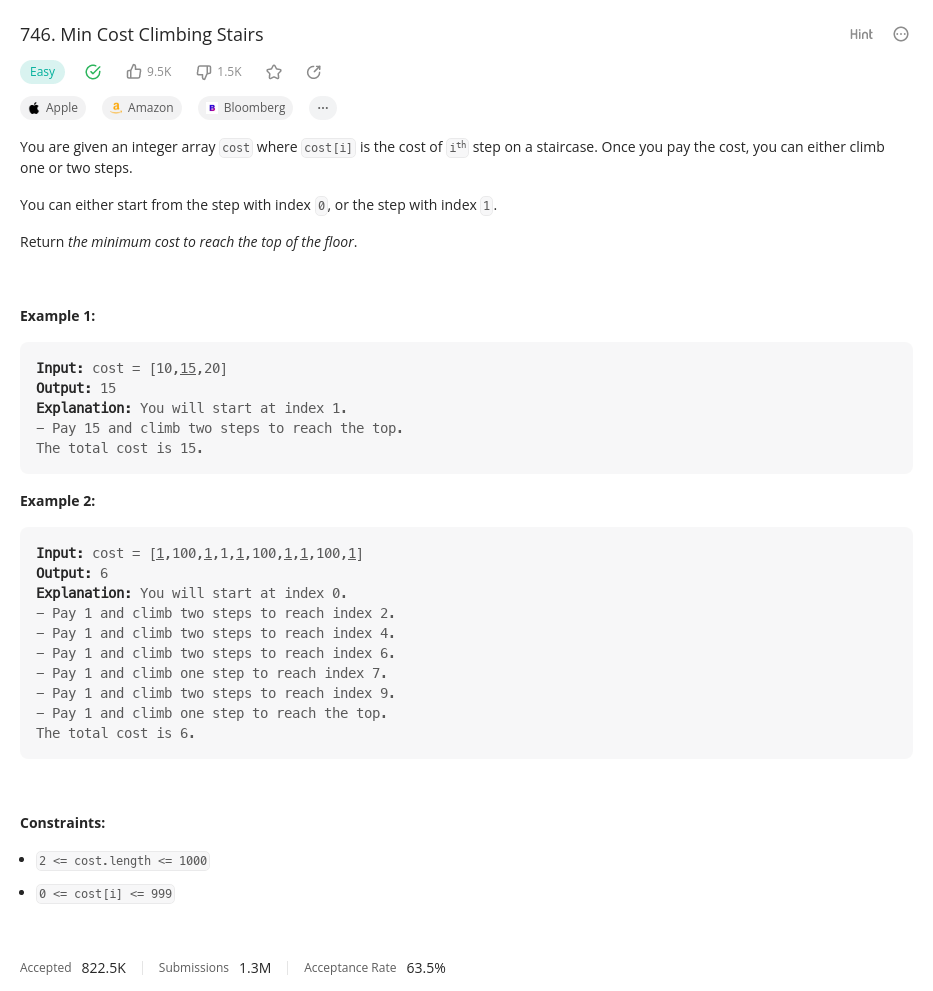 746. Min Cost Climbing Stairs
Hint
Easy 9.5K 1.5K
Apple Amazon Bloomberg ...
You are given an integer array cost where cost[i] is the cost of iᵗʰ step on a staircase. Once you pay the cost, you can either climb
one or two steps.
You can either start from the step with index 0, or the step with index 1.
Return the minimum cost to reach the top of the floor.
Example 1:
Input: cost = [10,15,20]
Output: 15
Explanation: You will start at index 1.
- Pay 15 and climb two steps to reach the top.
The total cost is 15.
Example 2:
Input: cost = [1,100,1,1,1,100,1,1,100,1]
Output: 6
Explanation: You will start at index 0.
- Pay 1 and climb two steps to reach index 2.
- Pay 1 and climb two steps to reach index 4.
- Pay 1 and climb two steps to reach index 6.
- Pay 1 and climb one step to reach index 7.
- Pay 1 and climb two steps to reach index 9.
- Pay 1 and climb one step to reach the top.
The total cost is 6.
Constraints:
• 2 <= cost.length <= 1000
• 0 <= cost[i] <= 999
Accepted 822.5K Submissions 1.3M Acceptance Rate 63.5%